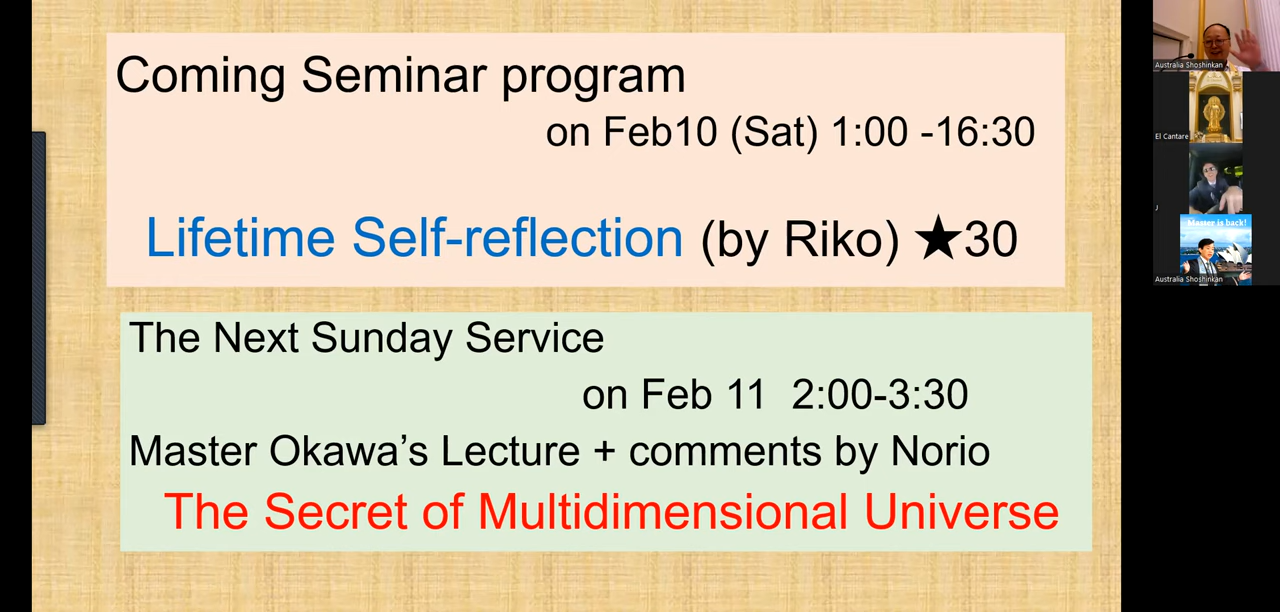 Coming Seminar program
on Feb10 (Sat) 1:00 -16:30
Lifetime Self-reflection (by Riko) ★30
The Next Sunday Service
on Feb 11 2:00-3:30
Master Okawa’s Lecture + comments by Norio
The Secret of Multidimensional Universe
Australia Shoshinkan
El Cantare
J
Master is back!
Australia Shoshinkan